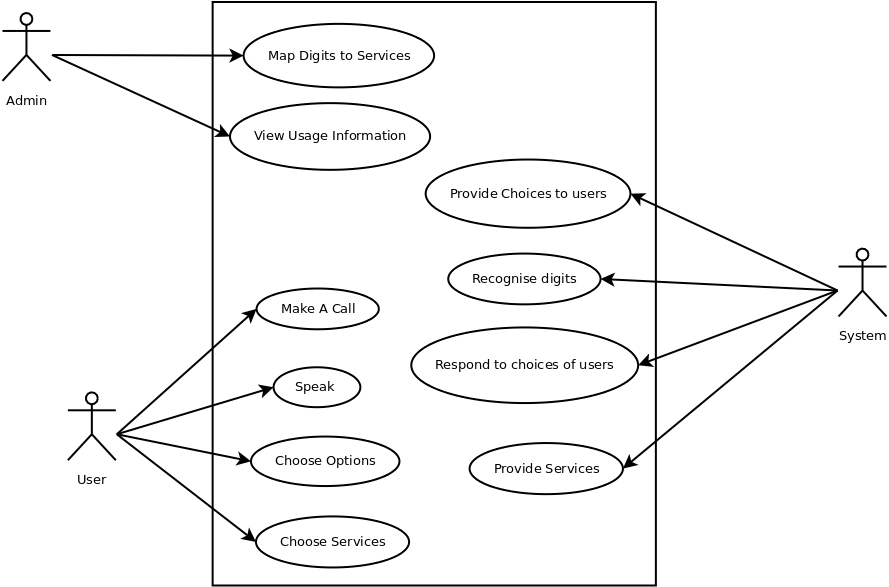 Map Digits to Services
Admin
View Usage Information
Provide Choices to users
Recognise digits
Make A Call
System
Respond to choices of users
Speak
Choose Options
Provide Services
User
Choose Services